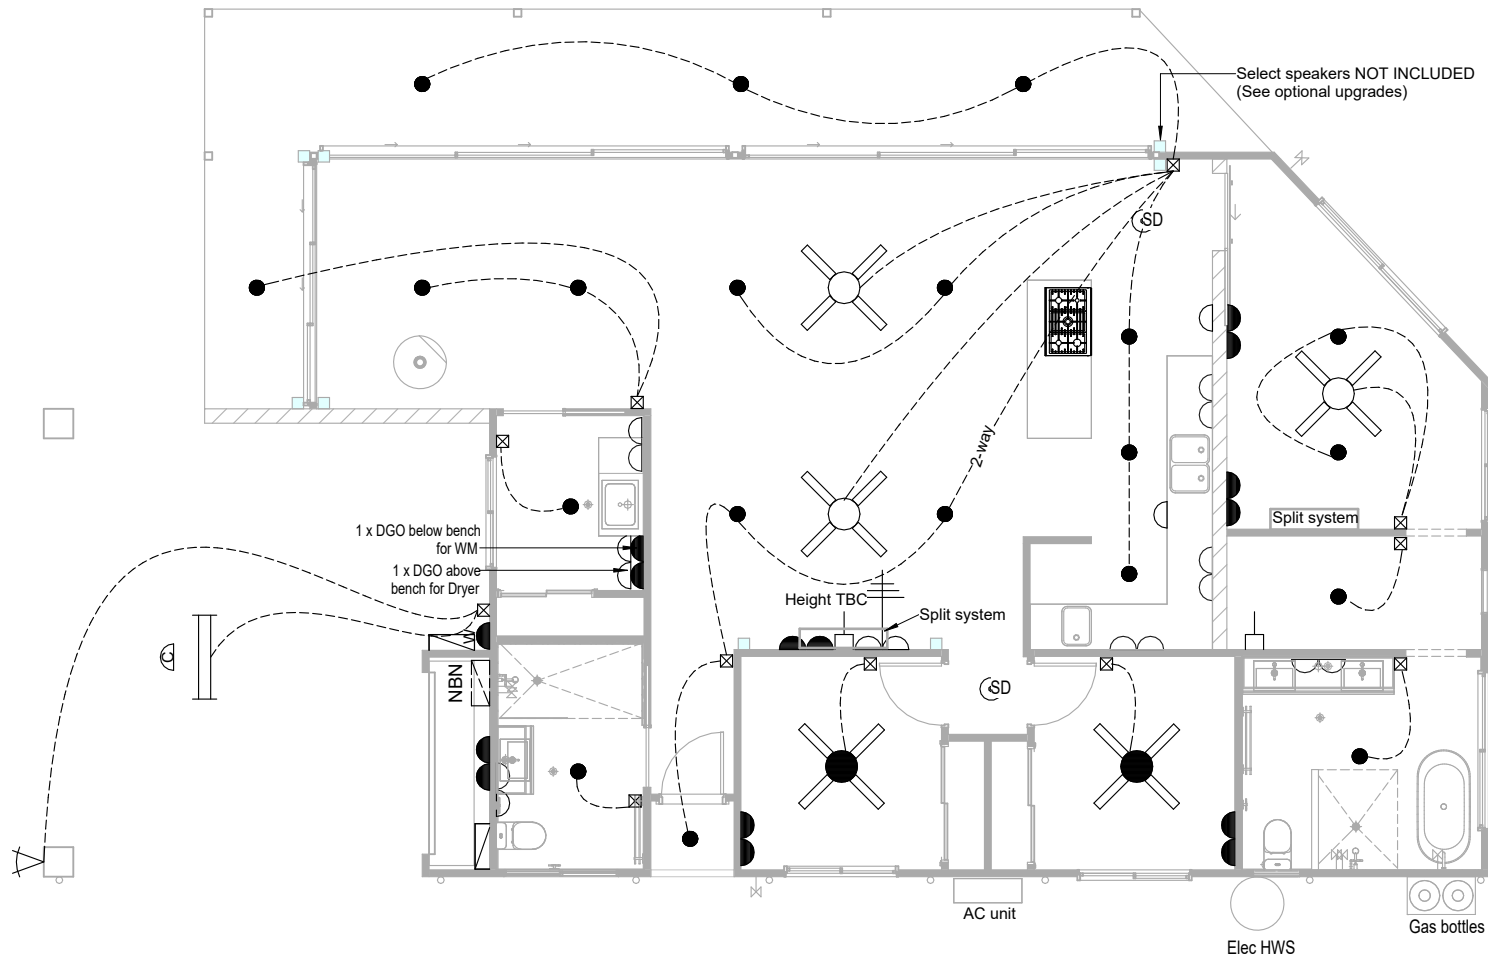 Select speakers NOT INCLUDED
(See optional upgrades)
SD
2-way
Split system
1 x DGO below bench
for WM
1 x DGO above
bench for Dryer
Height TBC
Split system
W
C
NBN
SD
AC unit
Gas bottles
Elec HWS